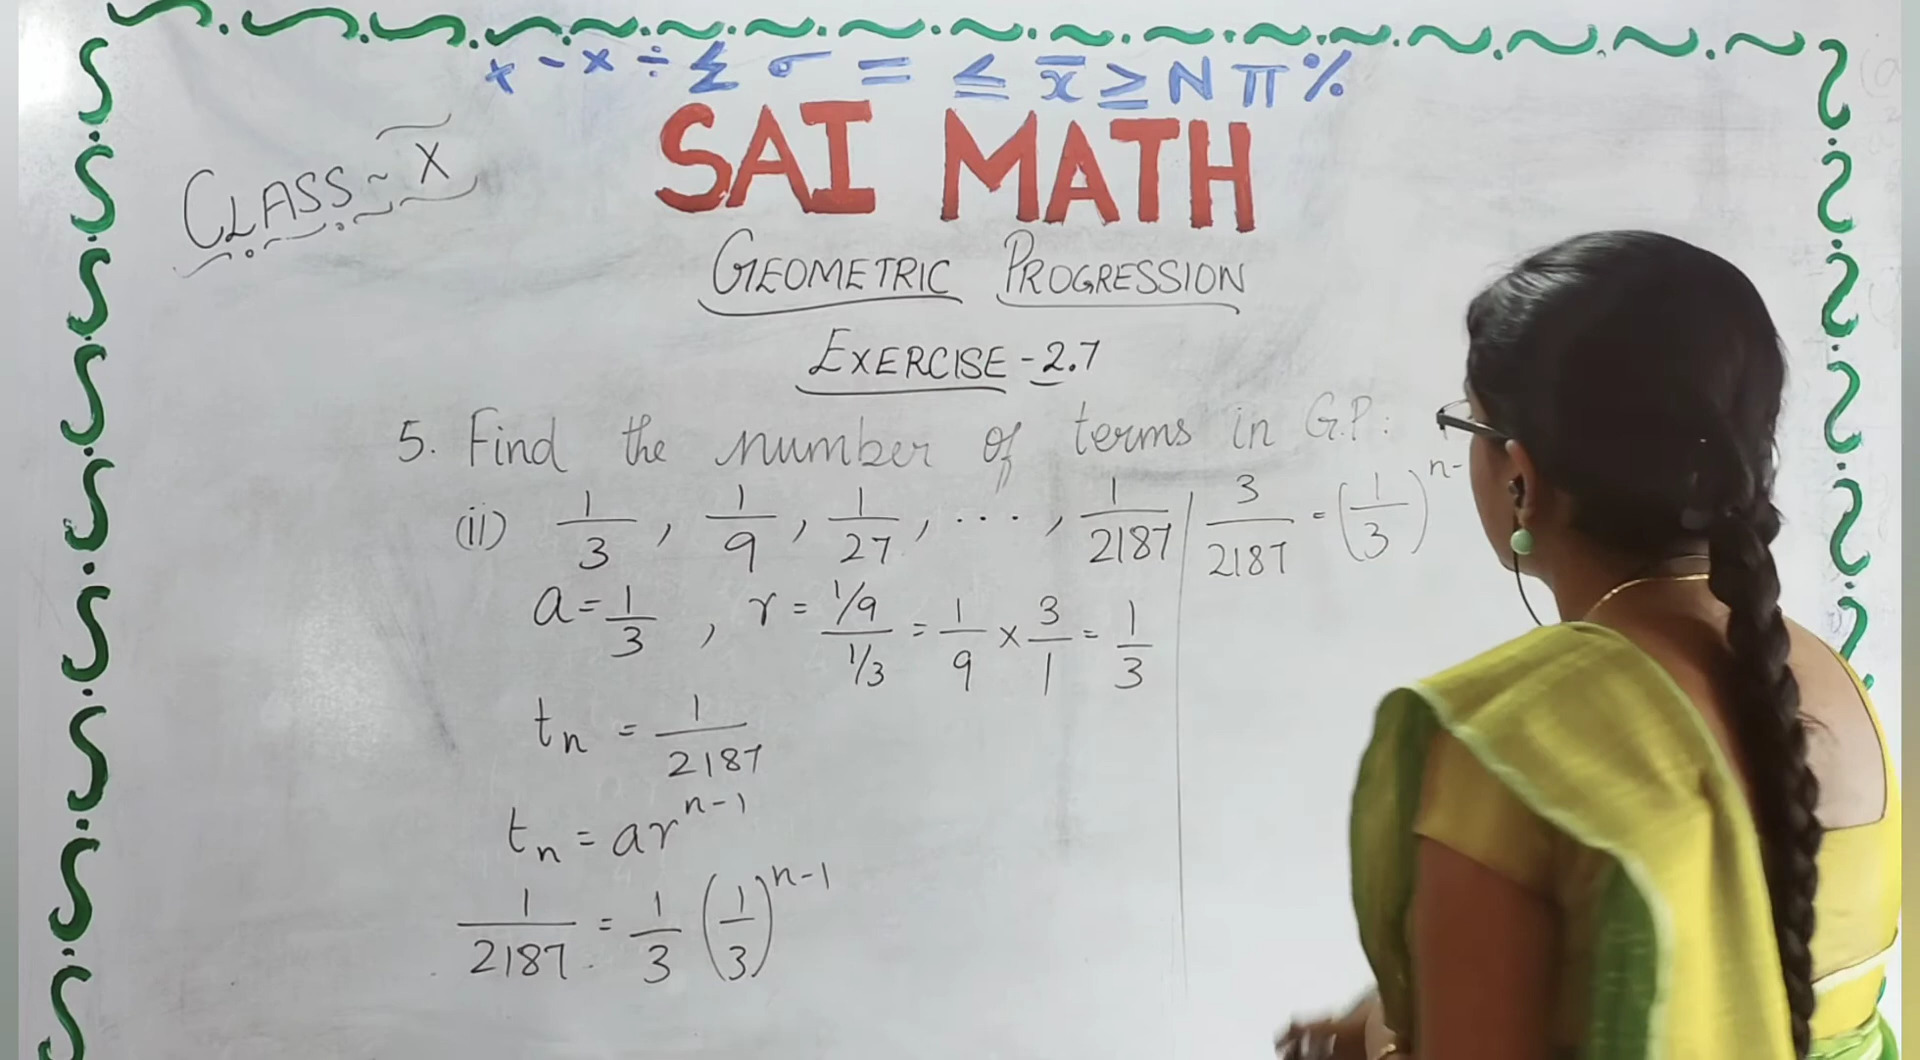 + - × ÷ Σ σ = ≤ x̄ ≥ N π %
SAI MATH
CLASS ~ X
GEOMETRIC PROGRESSION
EXERCISE - 2.7
5. Find the number of terms in G.P:
(ii) 1/3, 1/9, 1/27, ..., 1/2187
a = 1/3, r = (1/9)/(1/3) = 1/9 × 3/1 = 1/3
tn = 1/2187
tn = ar^(n-1)
1/2187 = 1/3 (1/3)^(n-1)
3/2187 = (1/3)^(n-